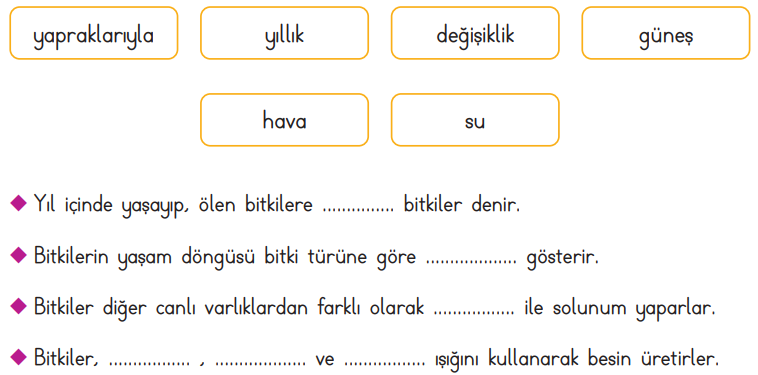 yapraklarıyla yıllık değişiklik güneş
hava su
Yıl içinde yaşayıp, ölen bitkilere ............... bitkiler denir.
Bitkilerin yaşam döngüsü bitki türüne göre ................... gösterir.
Bitkiler diğer canlı varlıklardan farklı olarak ................. ile solunum yaparlar.
Bitkiler, ................. , ................... ve ................. ışığını kullanarak besin üretirler.